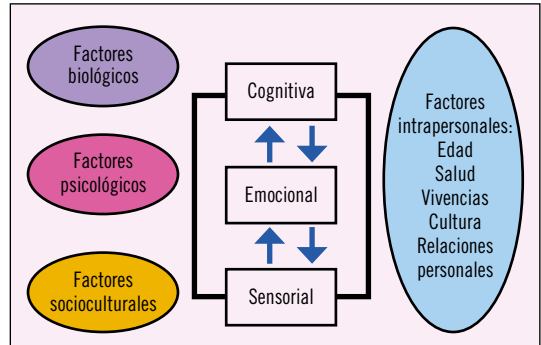 Factores
biológicos
Factores
psicológicos
Factores
socioculturales
Cognitiva
Emocional
Sensorial
Factores
intrapersonales:
Edad
Salud
Vivencias
Cultura
Relaciones
personales